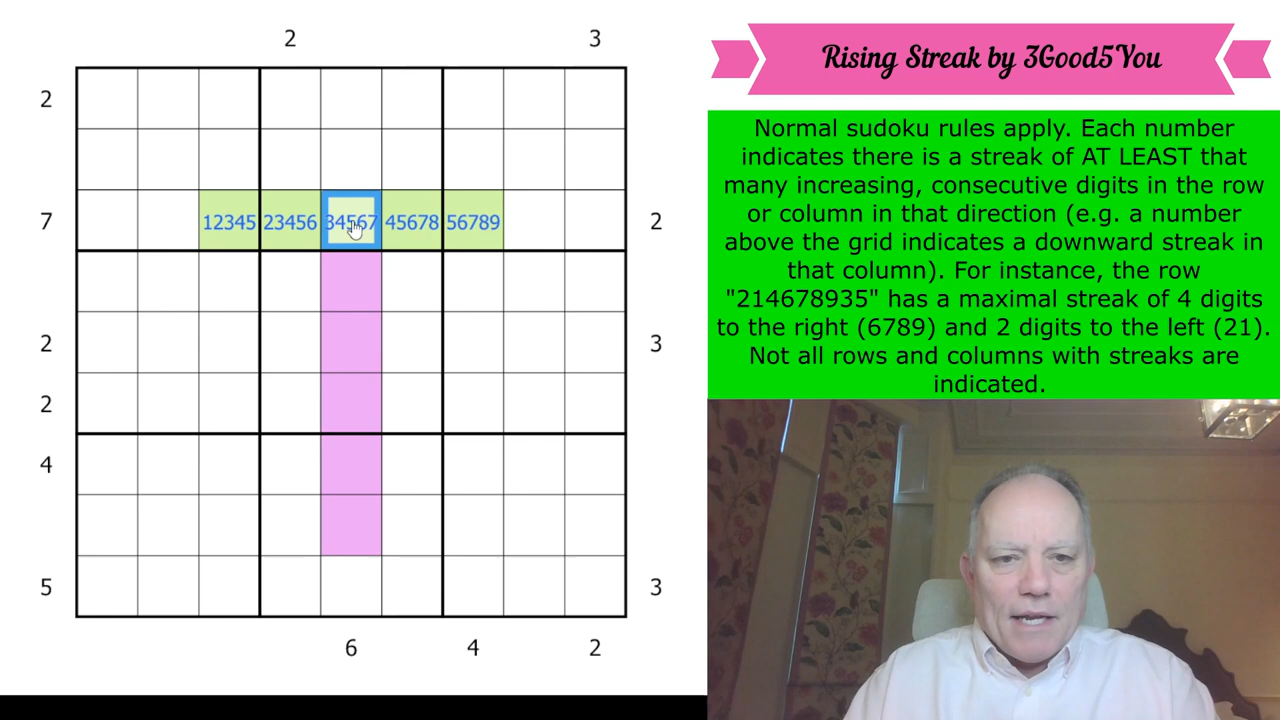 2 3
Rising Streak by 3Good5You
2
Normal sudoku rules apply. Each number
indicates there is a streak of AT LEAST that
many increasing, consecutive digits in the row
or column in that direction (e.g. a number
above the grid indicates a downward streak in
that column). For instance, the row
"214678935" has a maximal streak of 4 digits
to the right (6789) and 2 digits to the left (21).
Not all rows and columns with streaks are
indicated.
7 12345 23456 34567 45678 56789 2
2 3
2
4
5 3
6 4 2